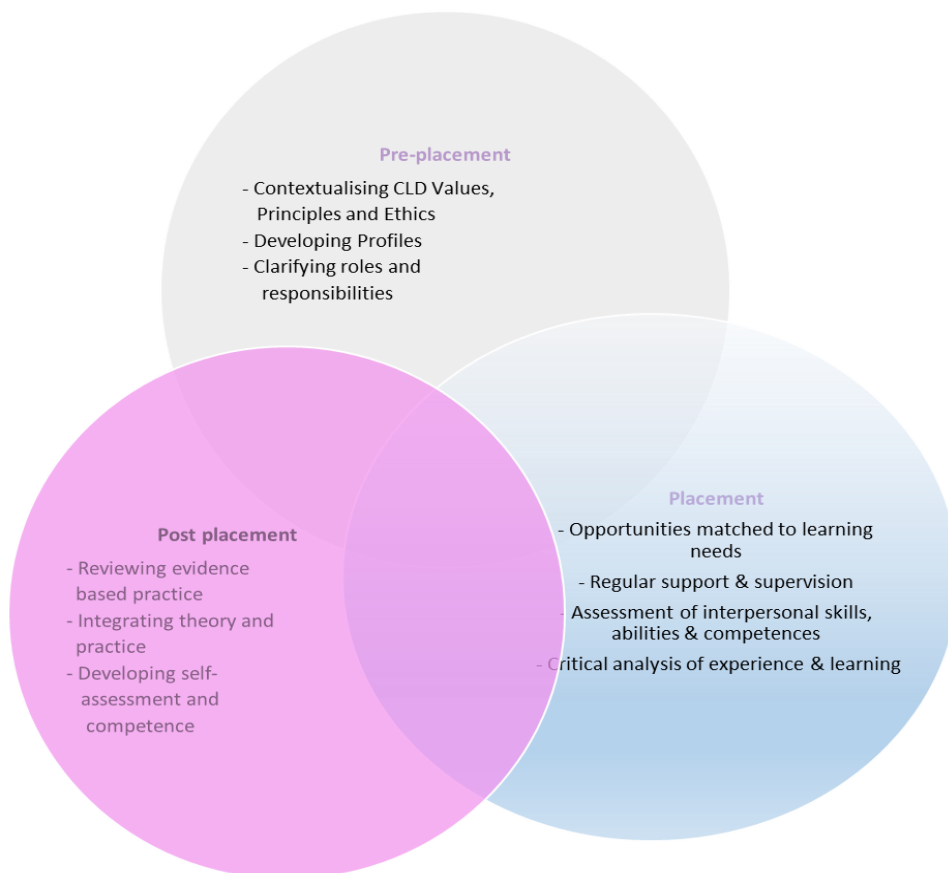 Pre-placement
- Contextualising CLD Values,
Principles and Ethics
- Developing Profiles
- Clarifying roles and
responsibilities
Placement
- Opportunities matched to learning
needs
- Regular support & supervision
- Assessment of interpersonal skills,
abilities & competences
- Critical analysis of experience & learning
Post placement
- Reviewing evidence
based practice
- Integrating theory and
practice
- Developing self-
assessment and
competence